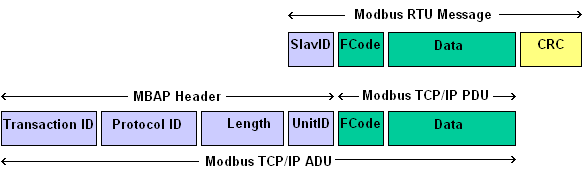 Modbus RTU Message
SlavID FCode Data CRC
MBAP Header Modbus TCP/IP PDU
Transaction ID Protocol ID Length UnitID FCode Data
Modbus TCP/IP ADU